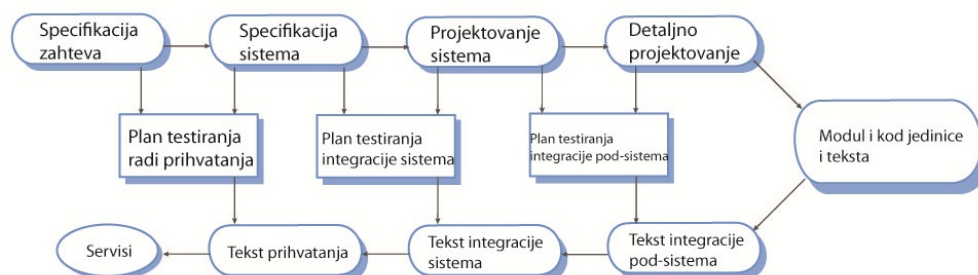 Specifikacija
zahteva
Specifikacija
sistema
Projektovanje
sistema
Detaljno
projektovanje
Plan testiranja
radi prihvatanja
Plan testiranja
integracije sistema
Plan testiranja
integracije pod-sistema
Modul i kod jedinice
i teksta
Servisi
Tekst prihvatanja
Tekst integracije
sistema
Tekst integracije
pod-sistema